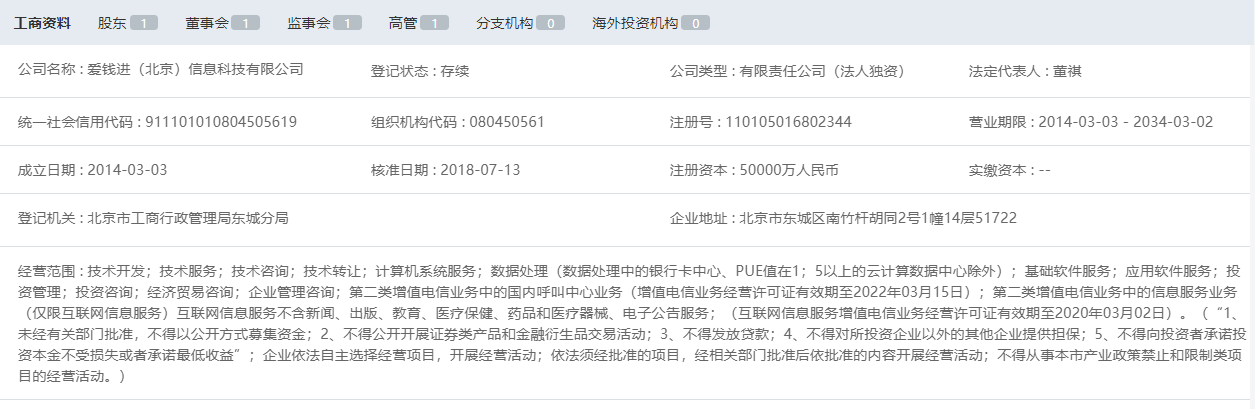 工商资料 股东 1 董事会 1 监事会 1 高管 1 分支机构 0 海外投资机构 0
公司名称 : 爱钱进（北京）信息科技有限公司 登记状态 : 存续 公司类型 : 有限责任公司（法人独资） 法定代表人 : 董祺
统一社会信用代码 : 911101010804505619 组织机构代码 : 080450561 注册号 : 110105016802344 营业期限 : 2014-03-03 - 2034-03-02
成立日期 : 2014-03-03 核准日期 : 2018-07-13 注册资本 : 50000万人民币 实缴资本 : --
登记机关 : 北京市工商行政管理局东城分局 企业地址 : 北京市东城区南竹杆胡同2号1幢14层51722
经营范围 : 技术开发；技术服务；技术咨询；技术转让；计算机系统服务；数据处理（数据处理中的银行卡中心、PUE值在1；5以上的云计算数据中心除外）；基础软件服务；应用软件服务；投
资管理；投资咨询；经济贸易咨询；企业管理咨询；第二类增值电信业务中的国内呼叫中心业务（增值电信业务经营许可证有效期至2022年03月15日）；第二类增值电信业务中的信息服务业务
（仅限互联网信息服务）互联网信息服务不含新闻、出版、教育、医疗保健、药品和医疗器械、电子公告服务；（互联网信息服务增值电信业务经营许可证有效期至2020年03月02日）。（“1、
未经有关部门批准，不得以公开方式募集资金；2、不得公开开展证券类产品和金融衍生品交易活动；3、不得发放贷款；4、不得对所投资企业以外的其他企业提供担保；5、不得向投资者承诺投
资本金不受损失或者承诺最低收益”；企业依法自主选择经营项目，开展经营活动；依法须经批准的项目，经相关部门批准后依批准的内容开展经营活动；不得从事本市产业政策禁止和限制类项
目的经营活动。）